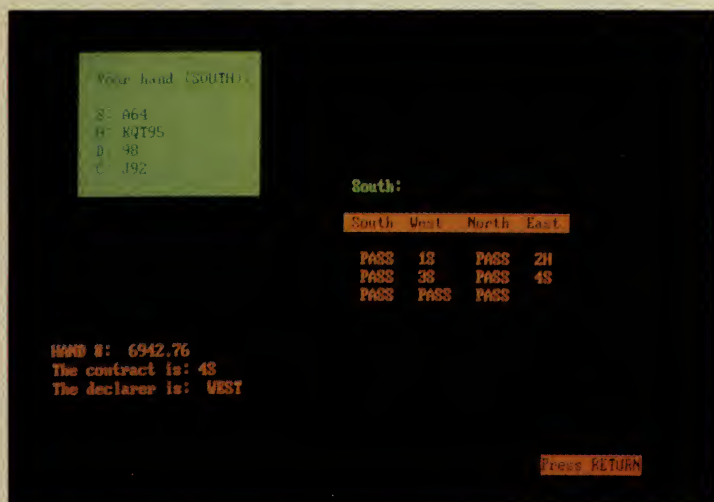 Your hand (SOUTH):
S: A64
H: KQT95
D: 98
C: J92
South:
South West North East
PASS 1S PASS 2H
PASS 3S PASS 4S
PASS PASS PASS
HAND #: 6942.76
The contract is: 4S
The declarer is: WEST
Press RETURN